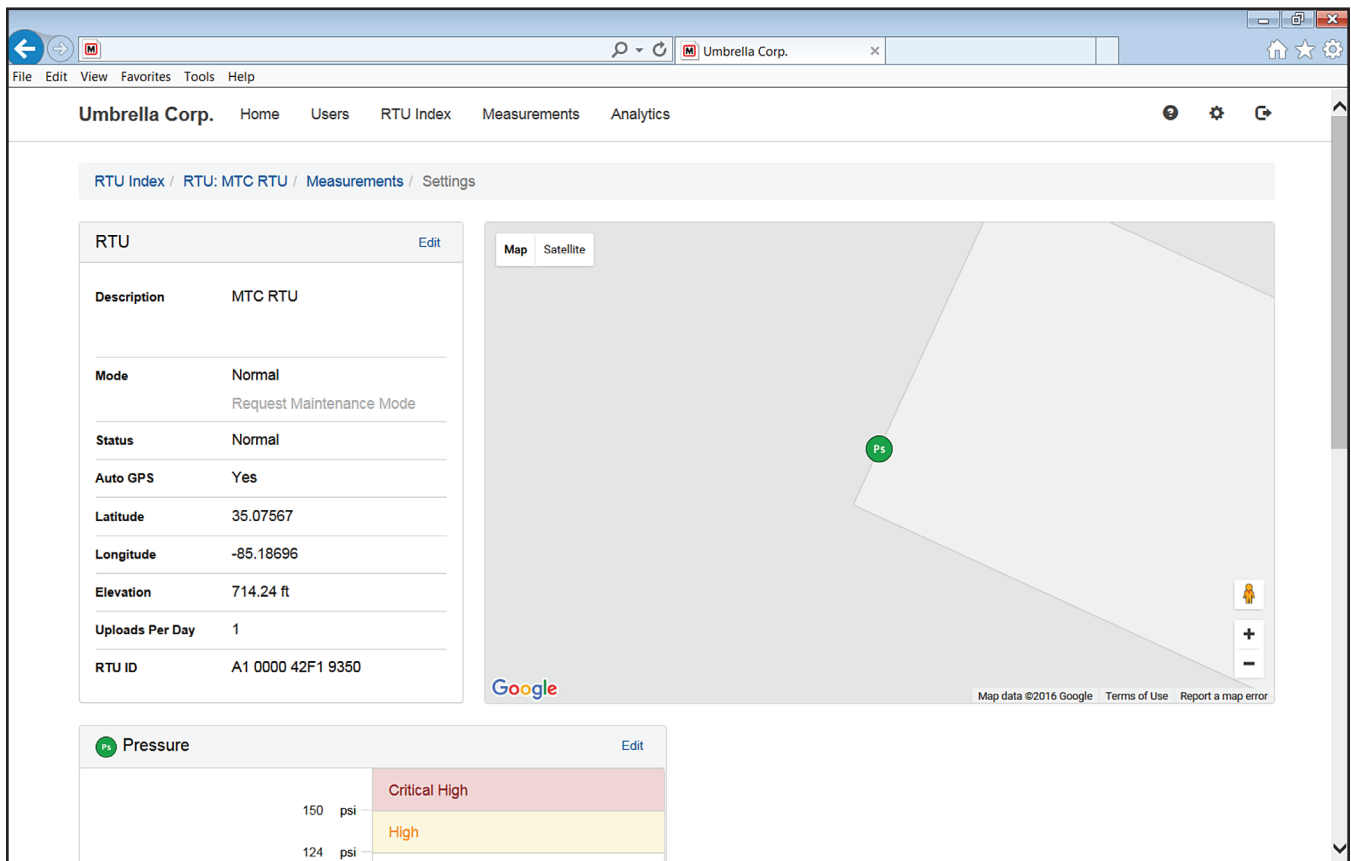 Umbrella Corp.
File Edit View Favorites Tools Help
Umbrella Corp. Home Users RTU Index Measurements Analytics
RTU Index / RTU: MTC RTU / Measurements / Settings
RTU Edit
Description MTC RTU
Mode Normal
Request Maintenance Mode
Status Normal
Auto GPS Yes
Latitude 35.07567
Longitude -85.18696
Elevation 714.24 ft
Uploads Per Day 1
RTU ID A1 0000 42F1 9350
Map Satellite
Ps
Google
Map data ©2016 Google Terms of Use Report a map error
Ps Pressure Edit
Critical High
150 psi
High
124 psi